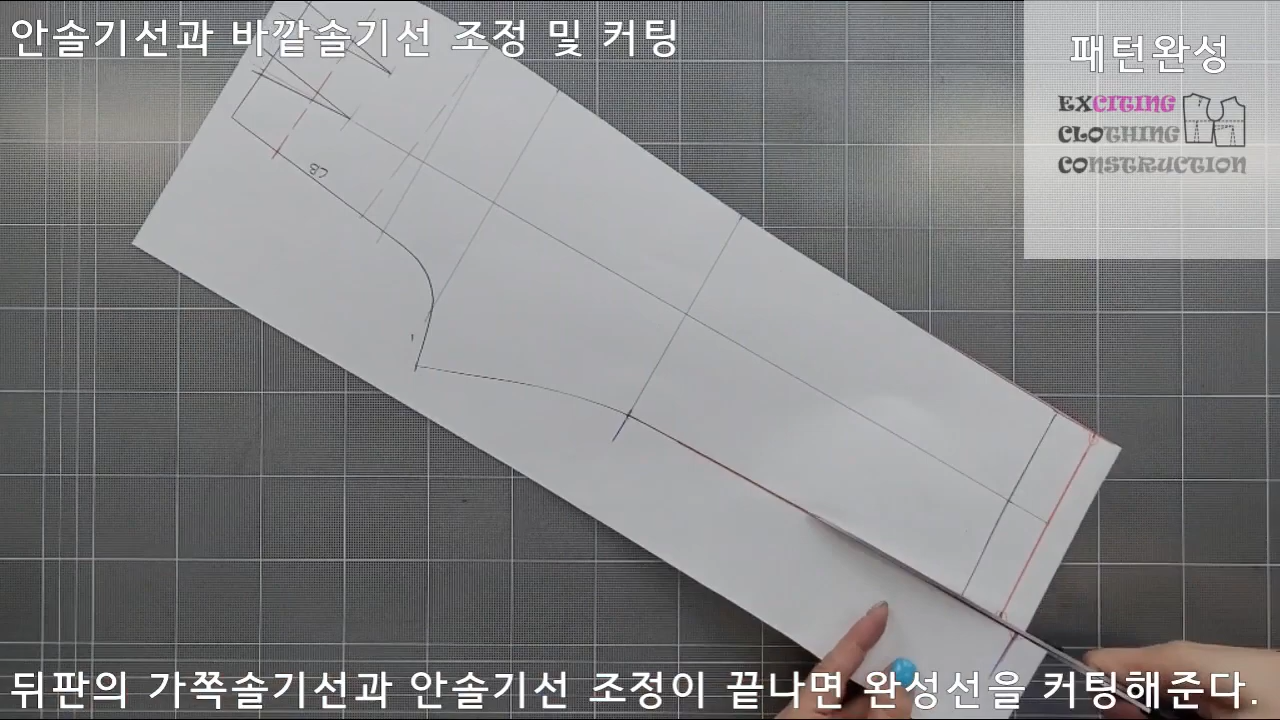 안솔기선과 바깥솔기선 조정 및 커팅
패턴완성
EXCITING
CLOTHING
CONSTRUCTION
CB
1
뒤판의 가쪽솔기선과 안솔기선 조정이 끝나면 완성선을 커팅해준다.